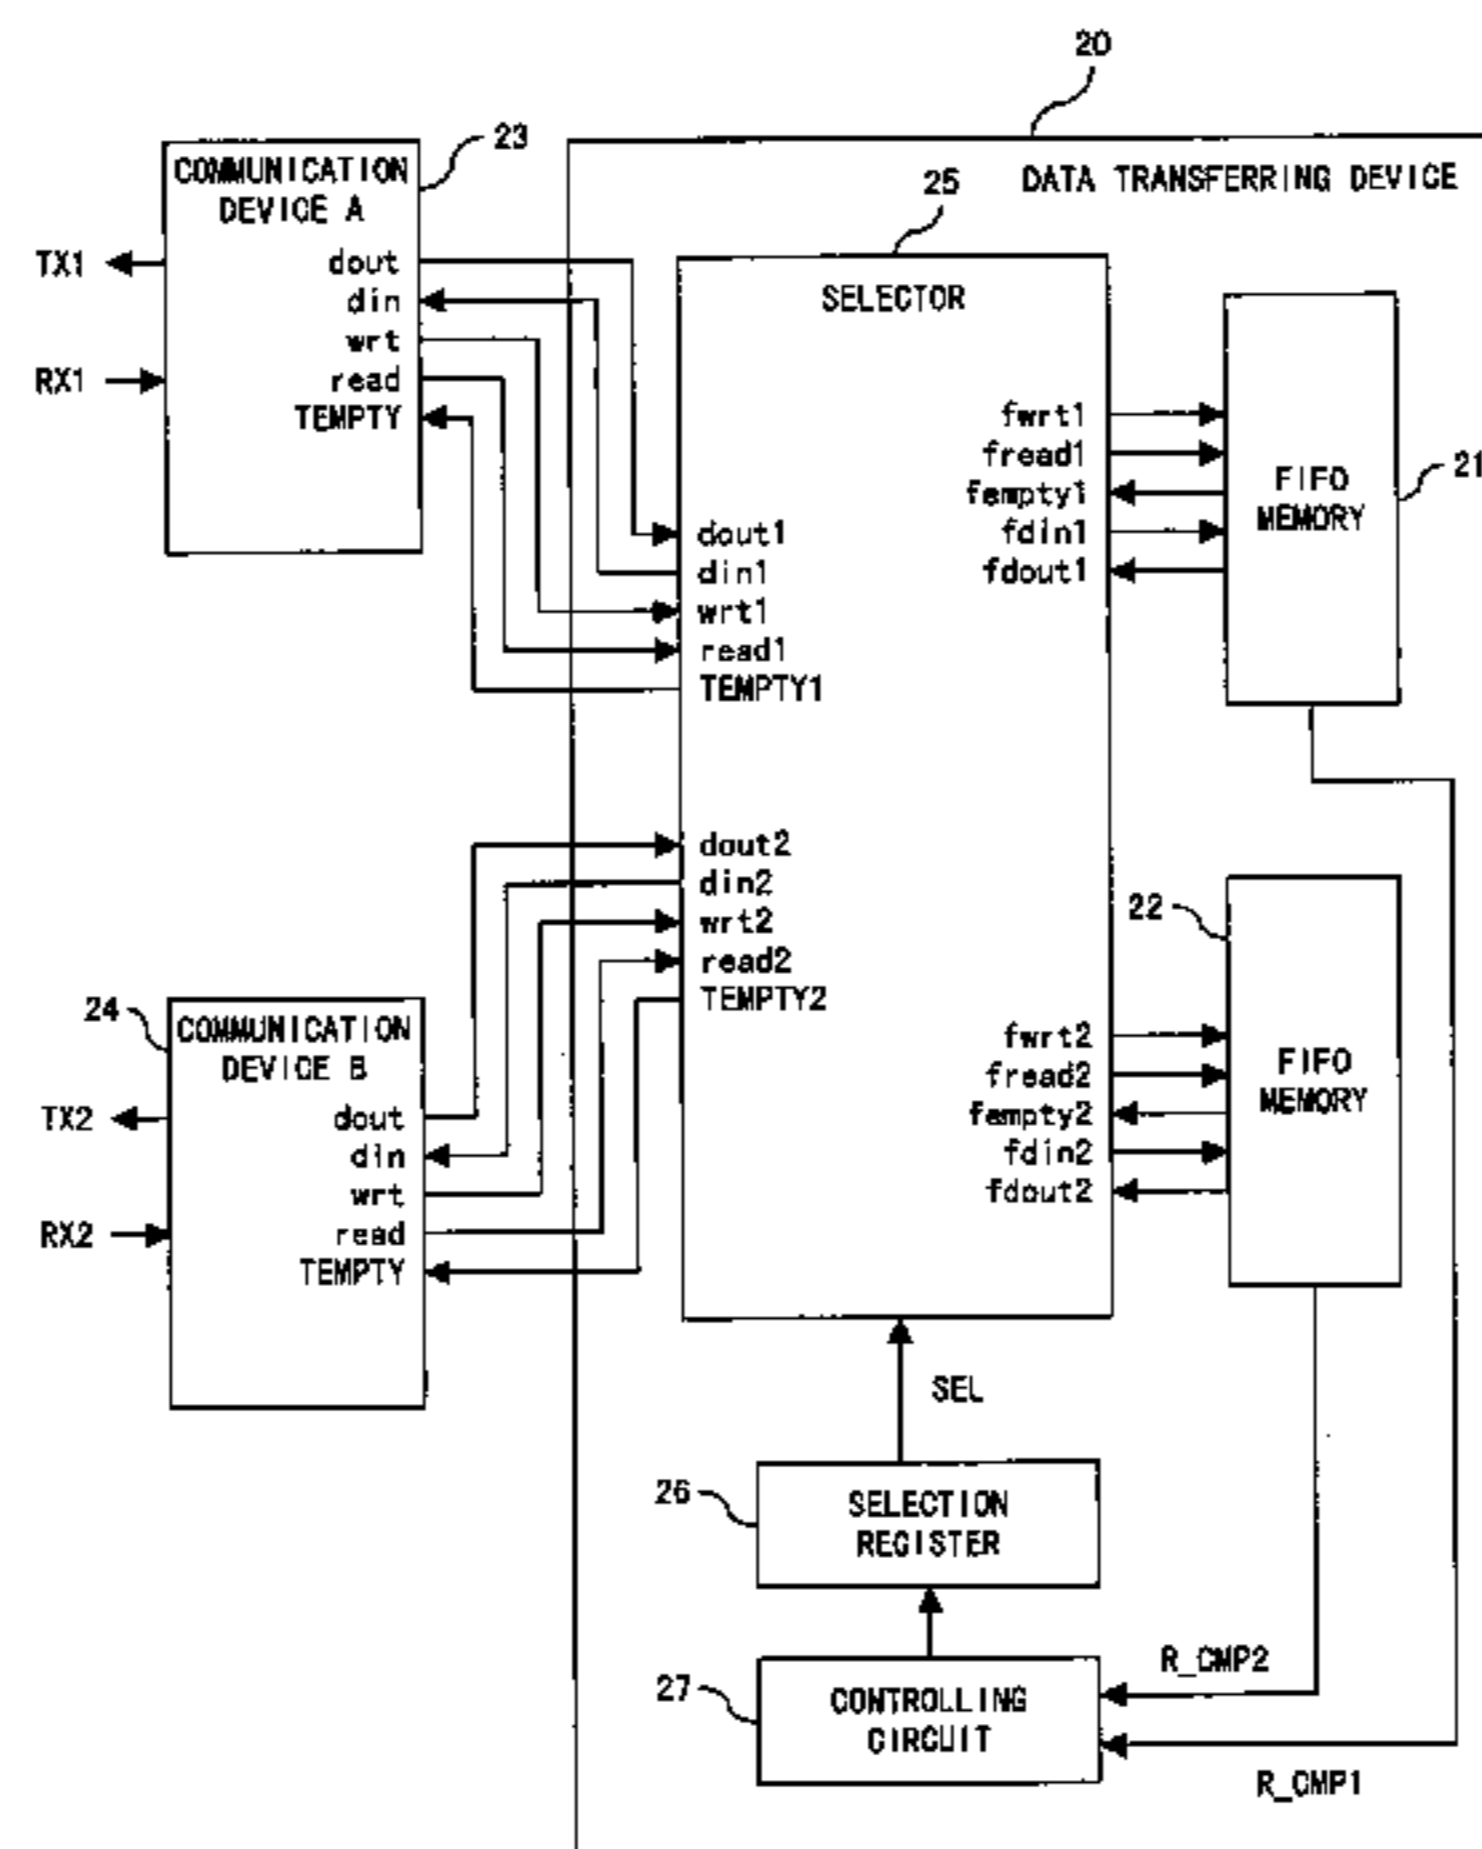 20
23
COMMUNICATION
DEVICE A
25
DATA TRANSFERRING DEVICE
TX1
dout
din
wrt
RX1
read
TEMPTY
SELECTOR
fwrt1
fread1
fempty1
fdin1
fdout1
FIFO
MEMORY
21
dout1
din1
wrt1
read1
TEMPTY1
dout2
din2
wrt2
read2
TEMPTY2
22
24
COMMUNICATION
DEVICE B
TX2
dout
din
wrt
RX2
read
TEMPTY
fwrt2
fread2
fempty2
fdin2
fdout2
FIFO
MEMORY
SEL
26
SELECTION
REGISTER
27
CONTROLLING
CIRCUIT
R_CMP2
R_CMP1